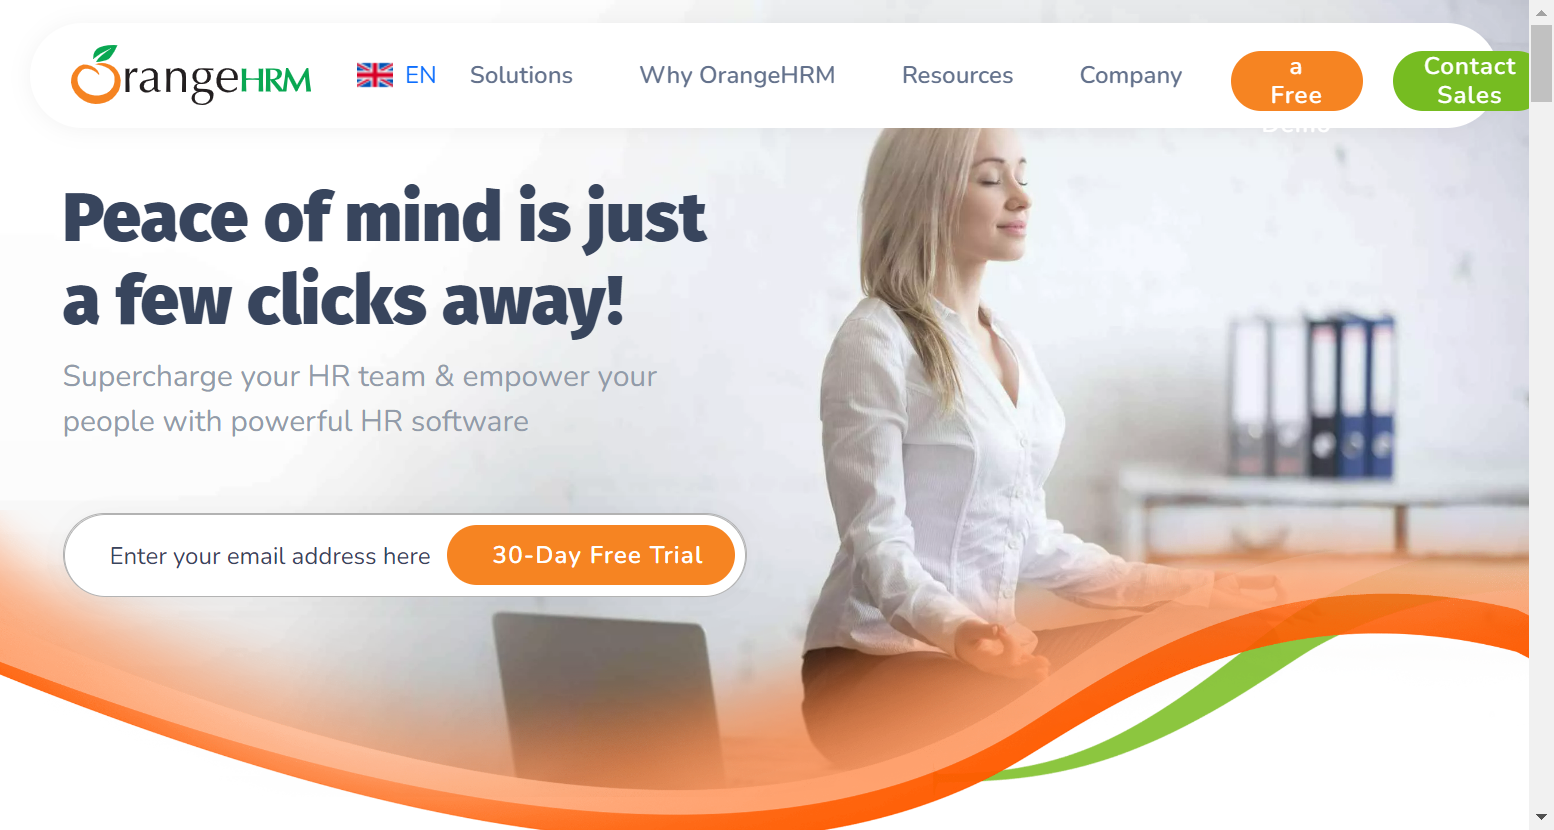 OrangeHRM
EN
Solutions
Why OrangeHRM
Resources
Company
a
Free
Demo
Contact
Sales
Peace of mind is just
a few clicks away!
Supercharge your HR team & empower your
people with powerful HR software
Enter your email address here
30-Day Free Trial